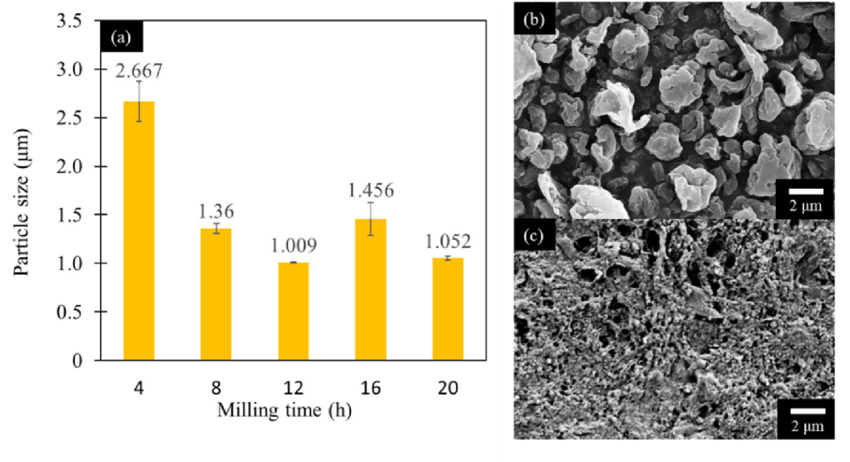 (a)
3.5
3.0
2.5
2.0
1.5
1.0
0.5
0
Particle size (μm)
2.667
1.36
1.009
1.456
1.052
4 8 12 16 20
Milling time (h)
(b)
2 μm
(c)
2 μm